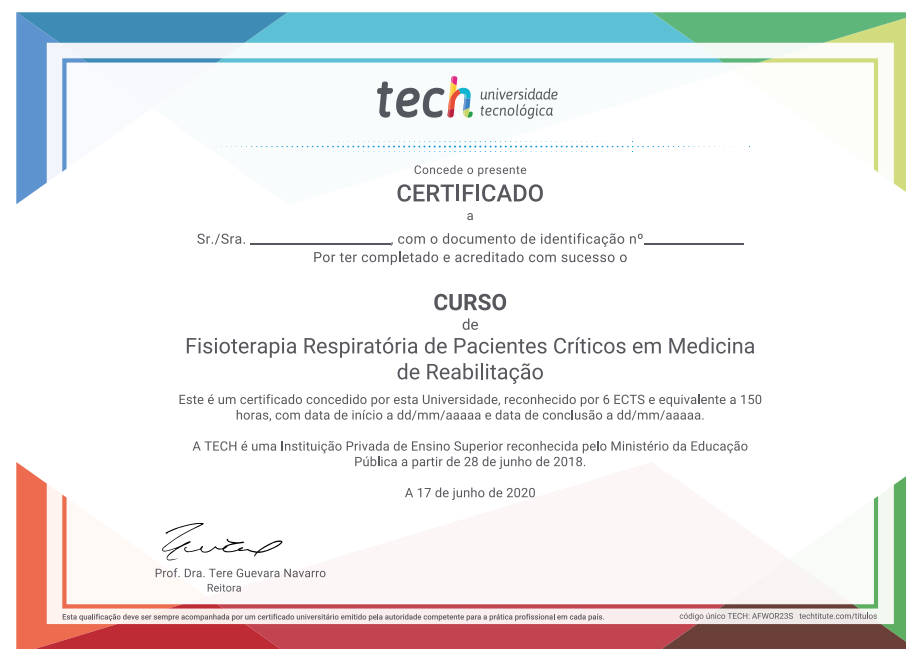 tech universidade
tecnológica
Concede o presente
CERTIFICADO
a
Sr./Sra. ____________________, com o documento de identificação nº______________
Por ter completado e acreditado com sucesso o
CURSO
de
Fisioterapia Respiratória de Pacientes Críticos em Medicina
de Reabilitação
Este é um certificado concedido por esta Universidade, reconhecido por 6 ECTS e equivalente a 150
horas, com data de início a dd/mm/aaaaa e data de conclusão a dd/mm/aaaaa.
A TECH é uma Instituição Privada de Ensino Superior reconhecida pelo Ministério da Educação
Pública a partir de 28 de junho de 2018.
A 17 de junho de 2020
Prof. Dra. Tere Guevara Navarro
Reitora
Esta qualificação deve ser sempre acompanhada por um certificado universitário emitido pela autoridade competente para a prática profissional em cada país.
código único TECH: AFWOR23S techtitute.com/titulos